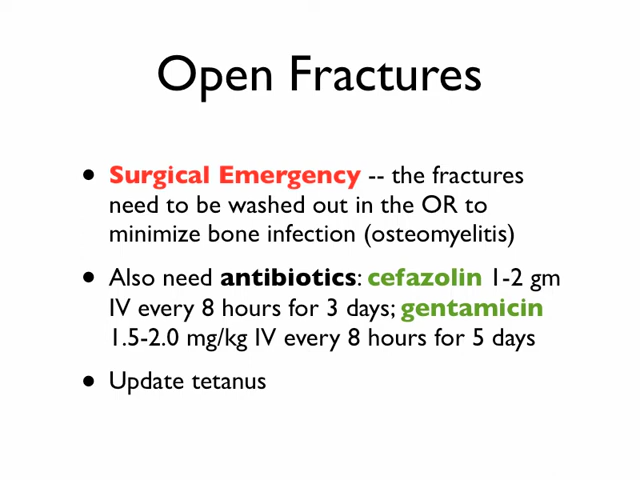 Open Fractures
• Surgical Emergency -- the fractures
need to be washed out in the OR to
minimize bone infection (osteomyelitis)
• Also need antibiotics: cefazolin 1-2 gm
IV every 8 hours for 3 days; gentamicin
1.5-2.0 mg/kg IV every 8 hours for 5 days
• Update tetanus